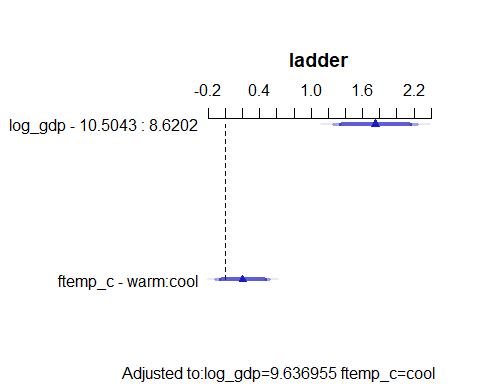 ladder
-0.2 0.4 1.0 1.6 2.2
log_gdp - 10.5043 : 8.6202
ftemp_c - warm:cool
Adjusted to:log_gdp=9.636955 ftemp_c=cool